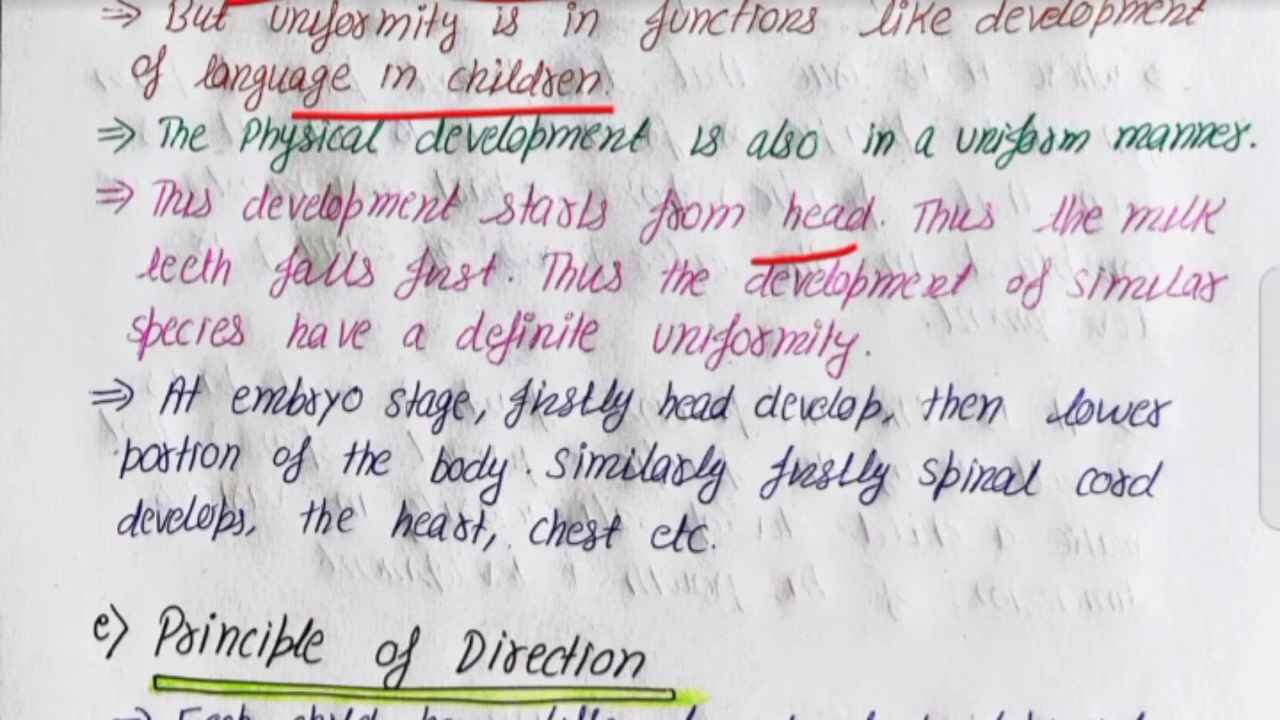 ⇒ But uniformity is in functions like development
of language in children.
⇒ The Physical development is also in a uniform manner.
⇒ This development starts from head. Thus the milk
teeth falls first. Thus the development of similar
species have a definite uniformity.
⇒ At embryo stage, firstly head develop, then lower
portion of the body. Similarly firstly spinal cord
develops, the heart, chest etc.
e) Principle of Direction
⇒ Each child